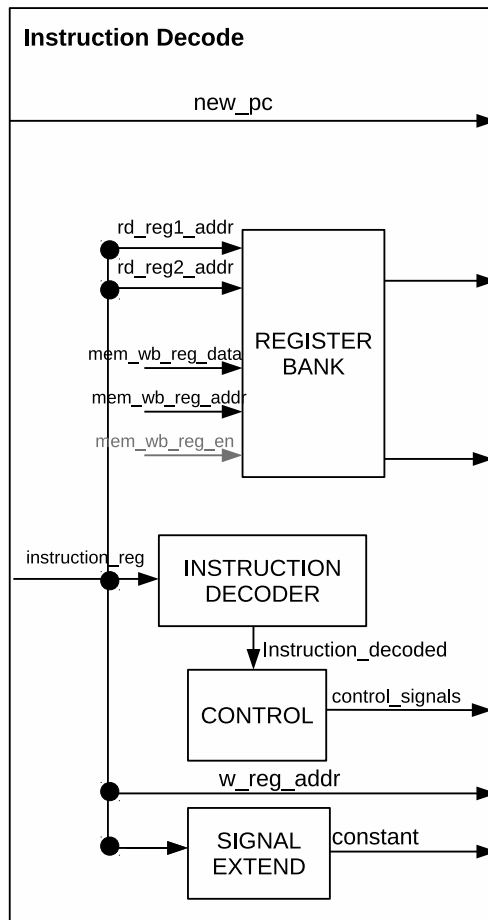 Instruction Decode
new_pc
rd_reg1_addr
rd_reg2_addr
REGISTER
BANK
mem_wb_reg_data
mem_wb_reg_addr
mem_wb_reg_en
instruction_reg
INSTRUCTION
DECODER
Instruction_decoded
CONTROL
control_signals
w_reg_addr
SIGNAL
EXTEND
constant